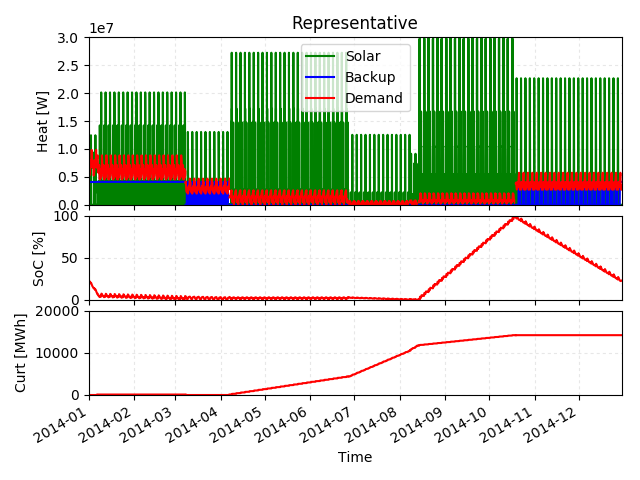 Representative
1e7
3.0
2.5
2.0
1.5
1.0
0.5
0.0
Heat [W]
Solar
Backup
Demand
100
50
0
SoC [%]
20000
10000
0
Curt [MWh]
2014-01
2014-02
2014-03
2014-04
2014-05
2014-06
2014-07
2014-08
2014-09
2014-10
2014-11
2014-12
Time